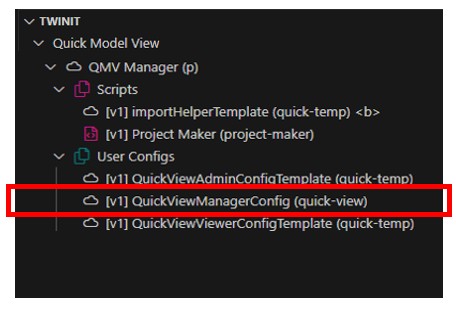 TWINIT
Quick Model View
QMV Manager (p)
Scripts
[v1] importHelperTemplate (quick-temp) <b>
[v1] Project Maker (project-maker)
User Configs
[v1] QuickViewAdminConfigTemplate (quick-temp)
[v1] QuickViewManagerConfig (quick-view)
[v1] QuickViewViewerConfigTemplate (quick-temp)